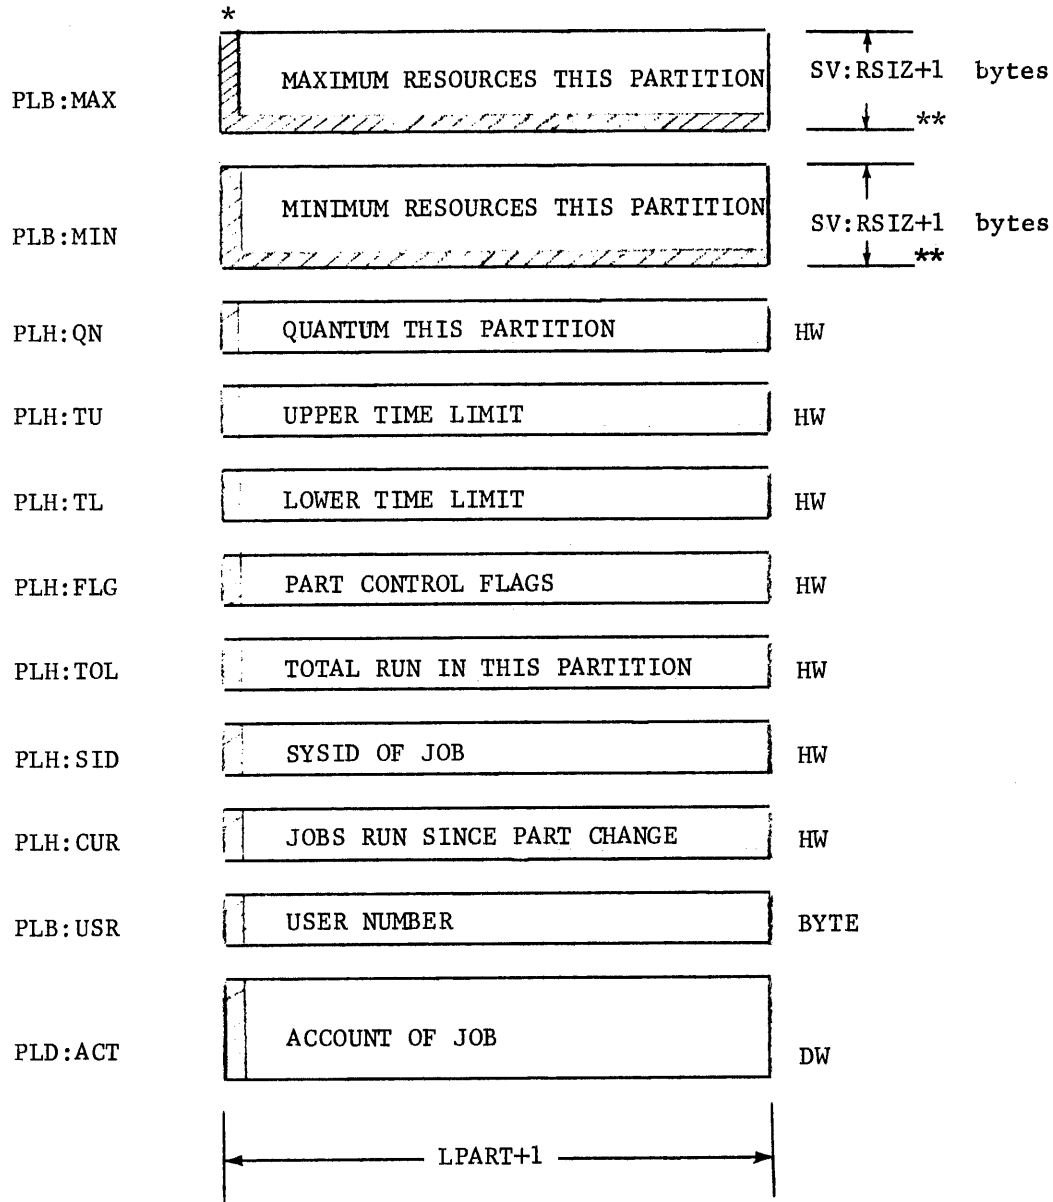 *
PLB:MAX MAXIMUM RESOURCES THIS PARTITION SV:RSIZ+1 bytes
**
PLB:MIN MINIMUM RESOURCES THIS PARTITION SV:RSIZ+1 bytes
**
PLH:QN QUANTUM THIS PARTITION HW
PLH:TU UPPER TIME LIMIT HW
PLH:TL LOWER TIME LIMIT HW
PLH:FLG PART CONTROL FLAGS HW
PLH:TOL TOTAL RUN IN THIS PARTITION HW
PLH:SID SYSID OF JOB HW
PLH:CUR JOBS RUN SINCE PART CHANGE HW
PLB:USR USER NUMBER BYTE
PLD:ACT ACCOUNT OF JOB DW
LPART+1